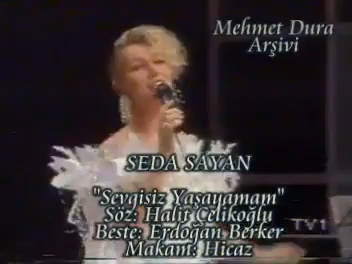 Mehmet Dura
Arşivi
SEDA SAYAN
"Sevgisiz Yaşayamam"
Söz: Halit Çelikoğlu
Beste: Erdoğan Berker
Makam: Hicaz
TV1